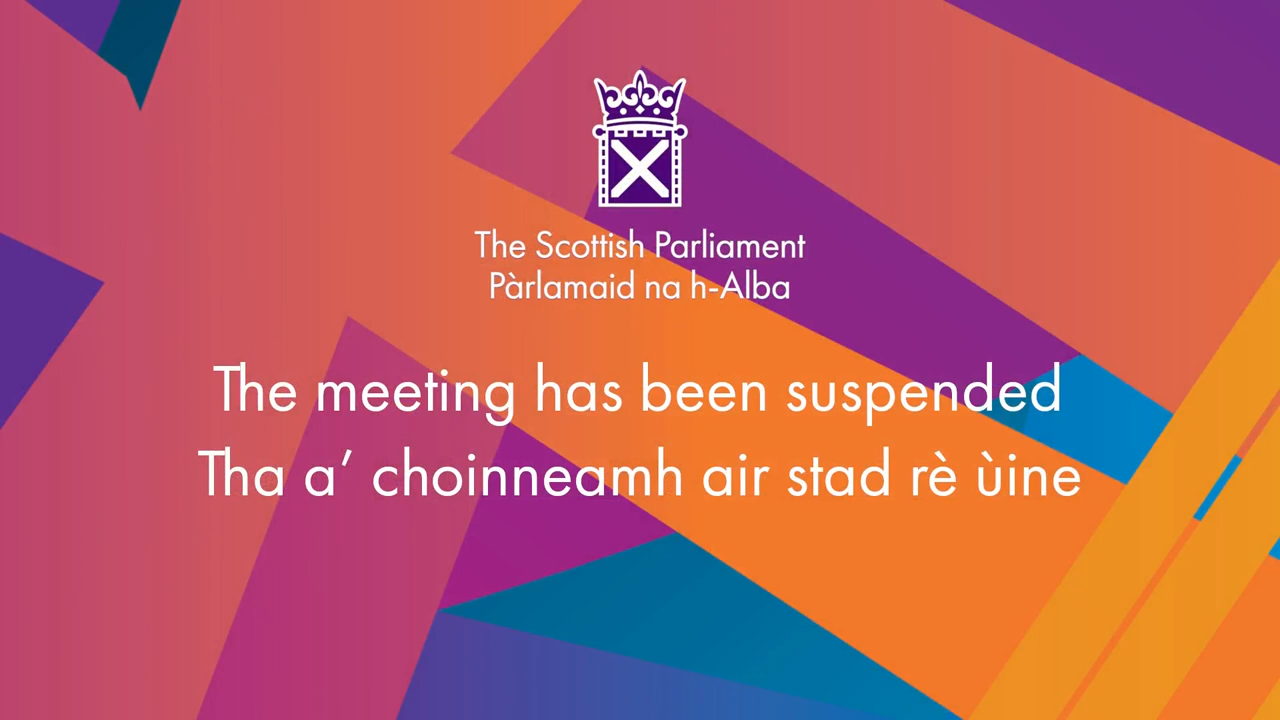 The Scottish Parliament
Pàrlamaid na h-Alba
The meeting has been suspended
Tha a’ choinneamh air stad rè ùine